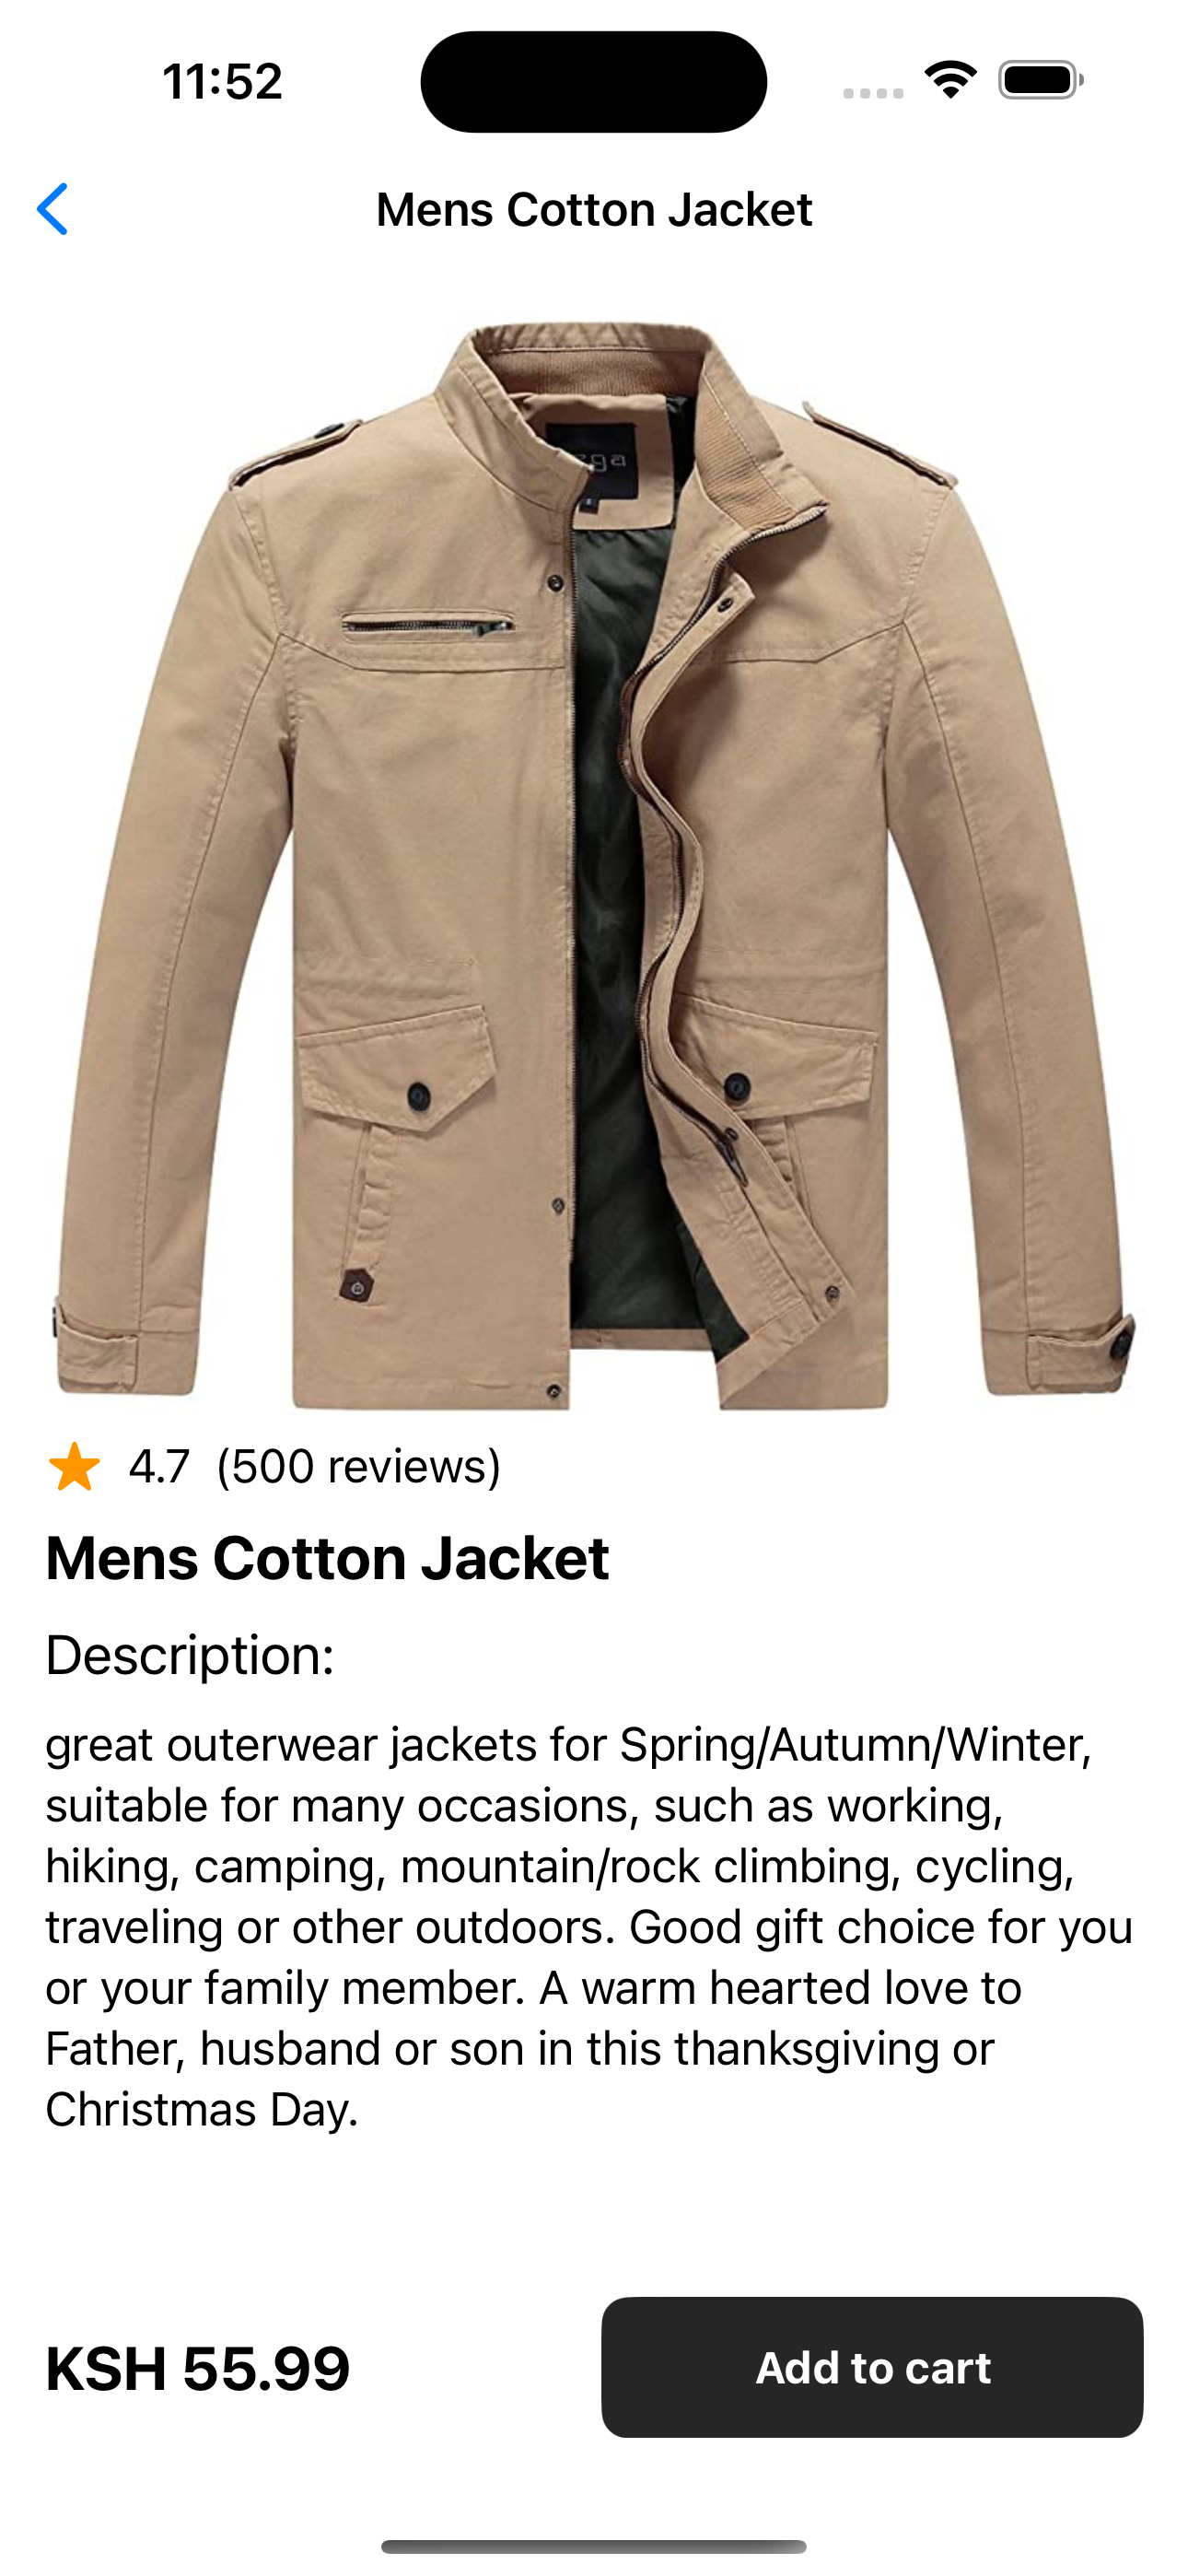 11:52
Mens Cotton Jacket
4.7 (500 reviews)
Mens Cotton Jacket
Description:
great outerwear jackets for Spring/Autumn/Winter,
suitable for many occasions, such as working,
hiking, camping, mountain/rock climbing, cycling,
traveling or other outdoors. Good gift choice for you
or your family member. A warm hearted love to
Father, husband or son in this thanksgiving or
Christmas Day.
KSH 55.99
Add to cart